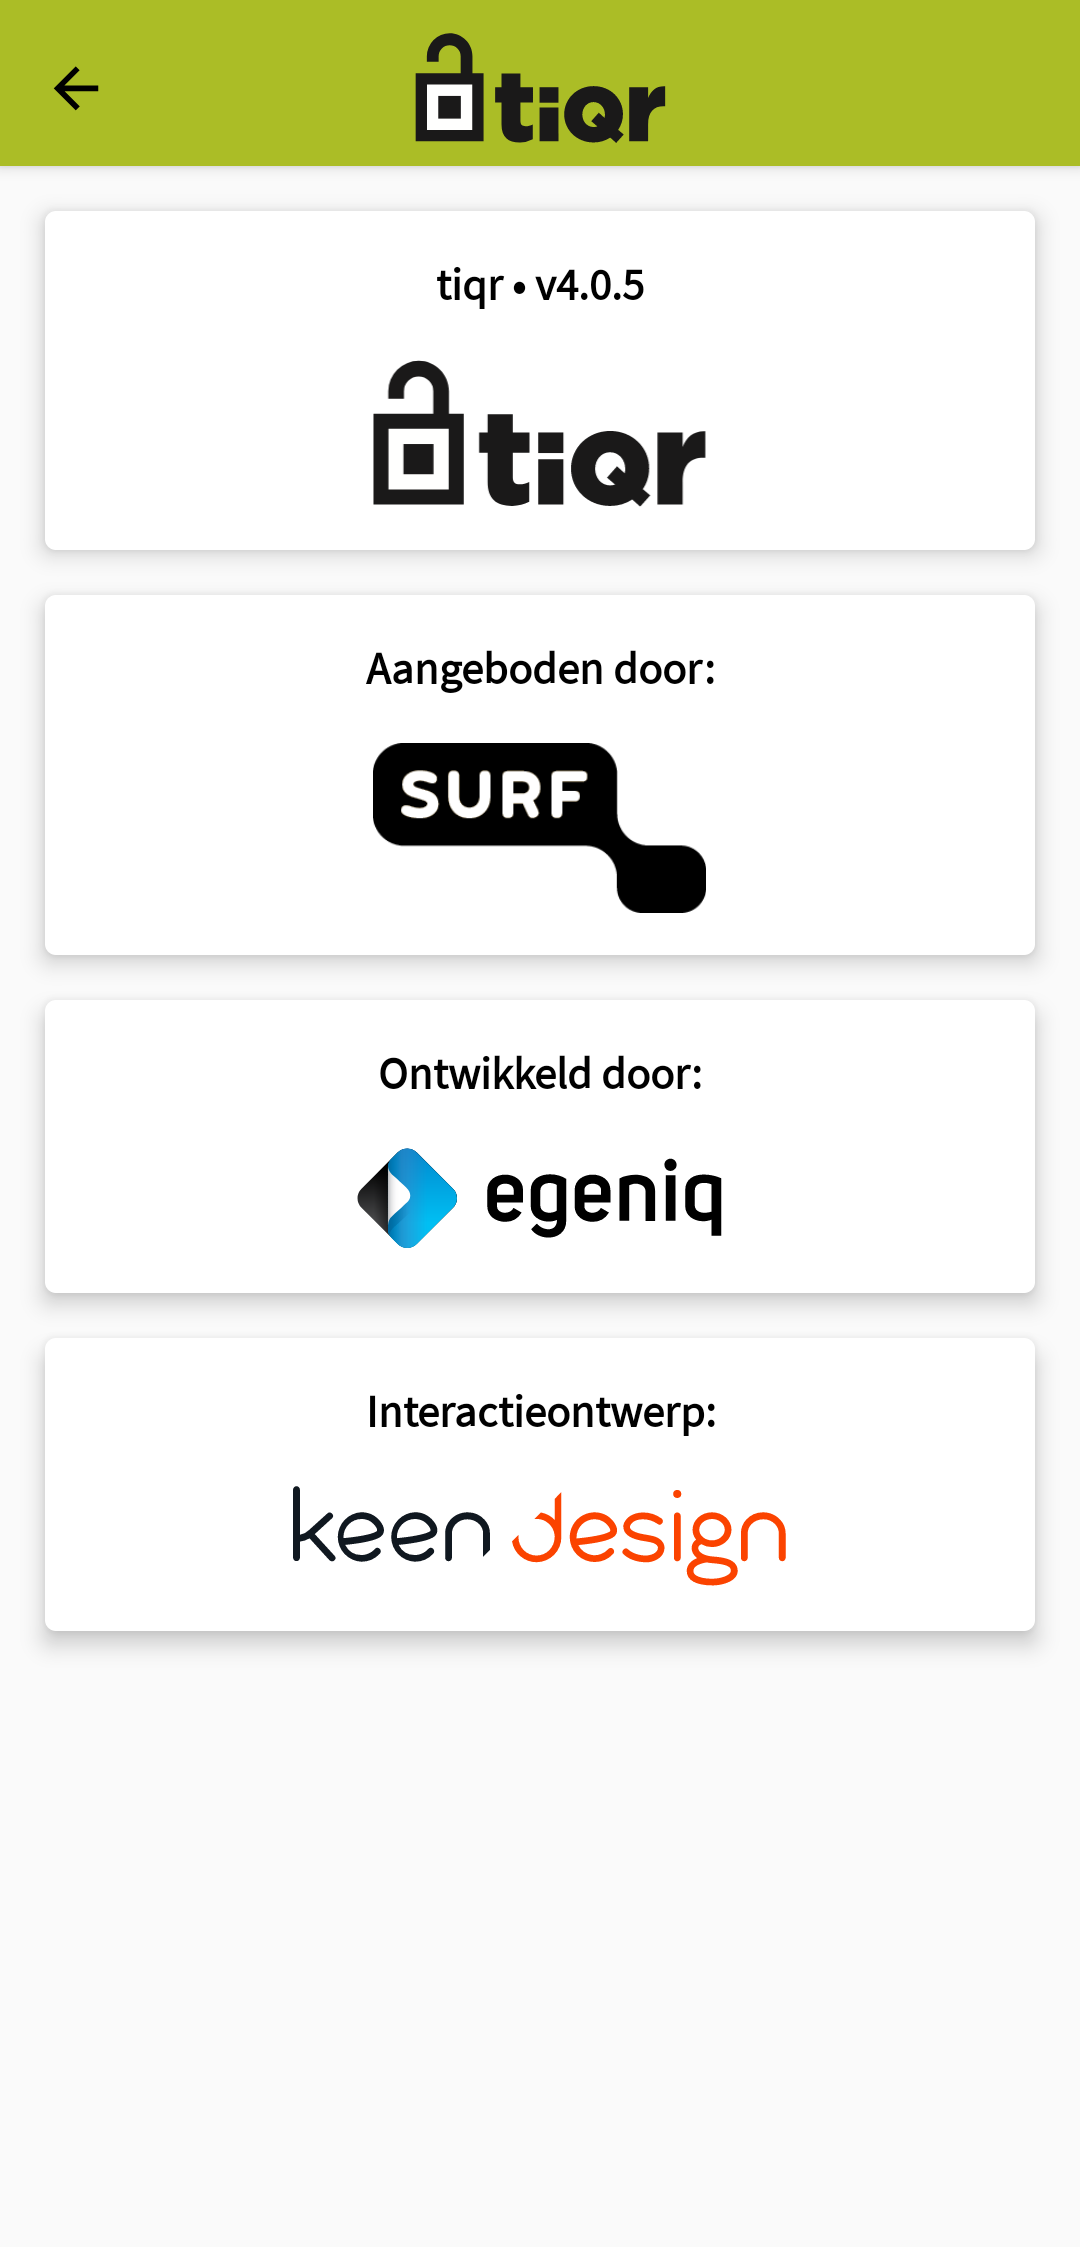 tiqr
tiqr • v4.0.5
tiqr
Aangeboden door:
SURF
Ontwikkeld door:
egeniq
Interactieontwerp:
keen design